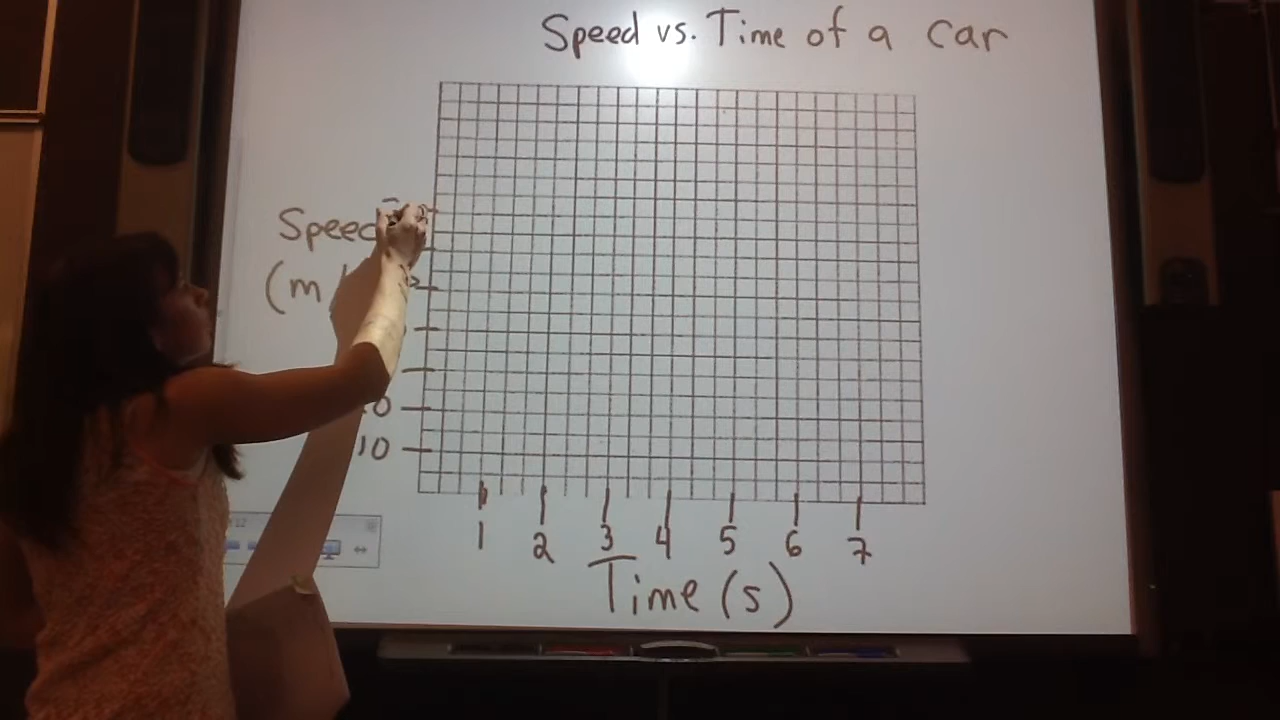 Speed vs. Time of a car
Speed
(m
10
1 2 3 4 5 6 7
Time (s)